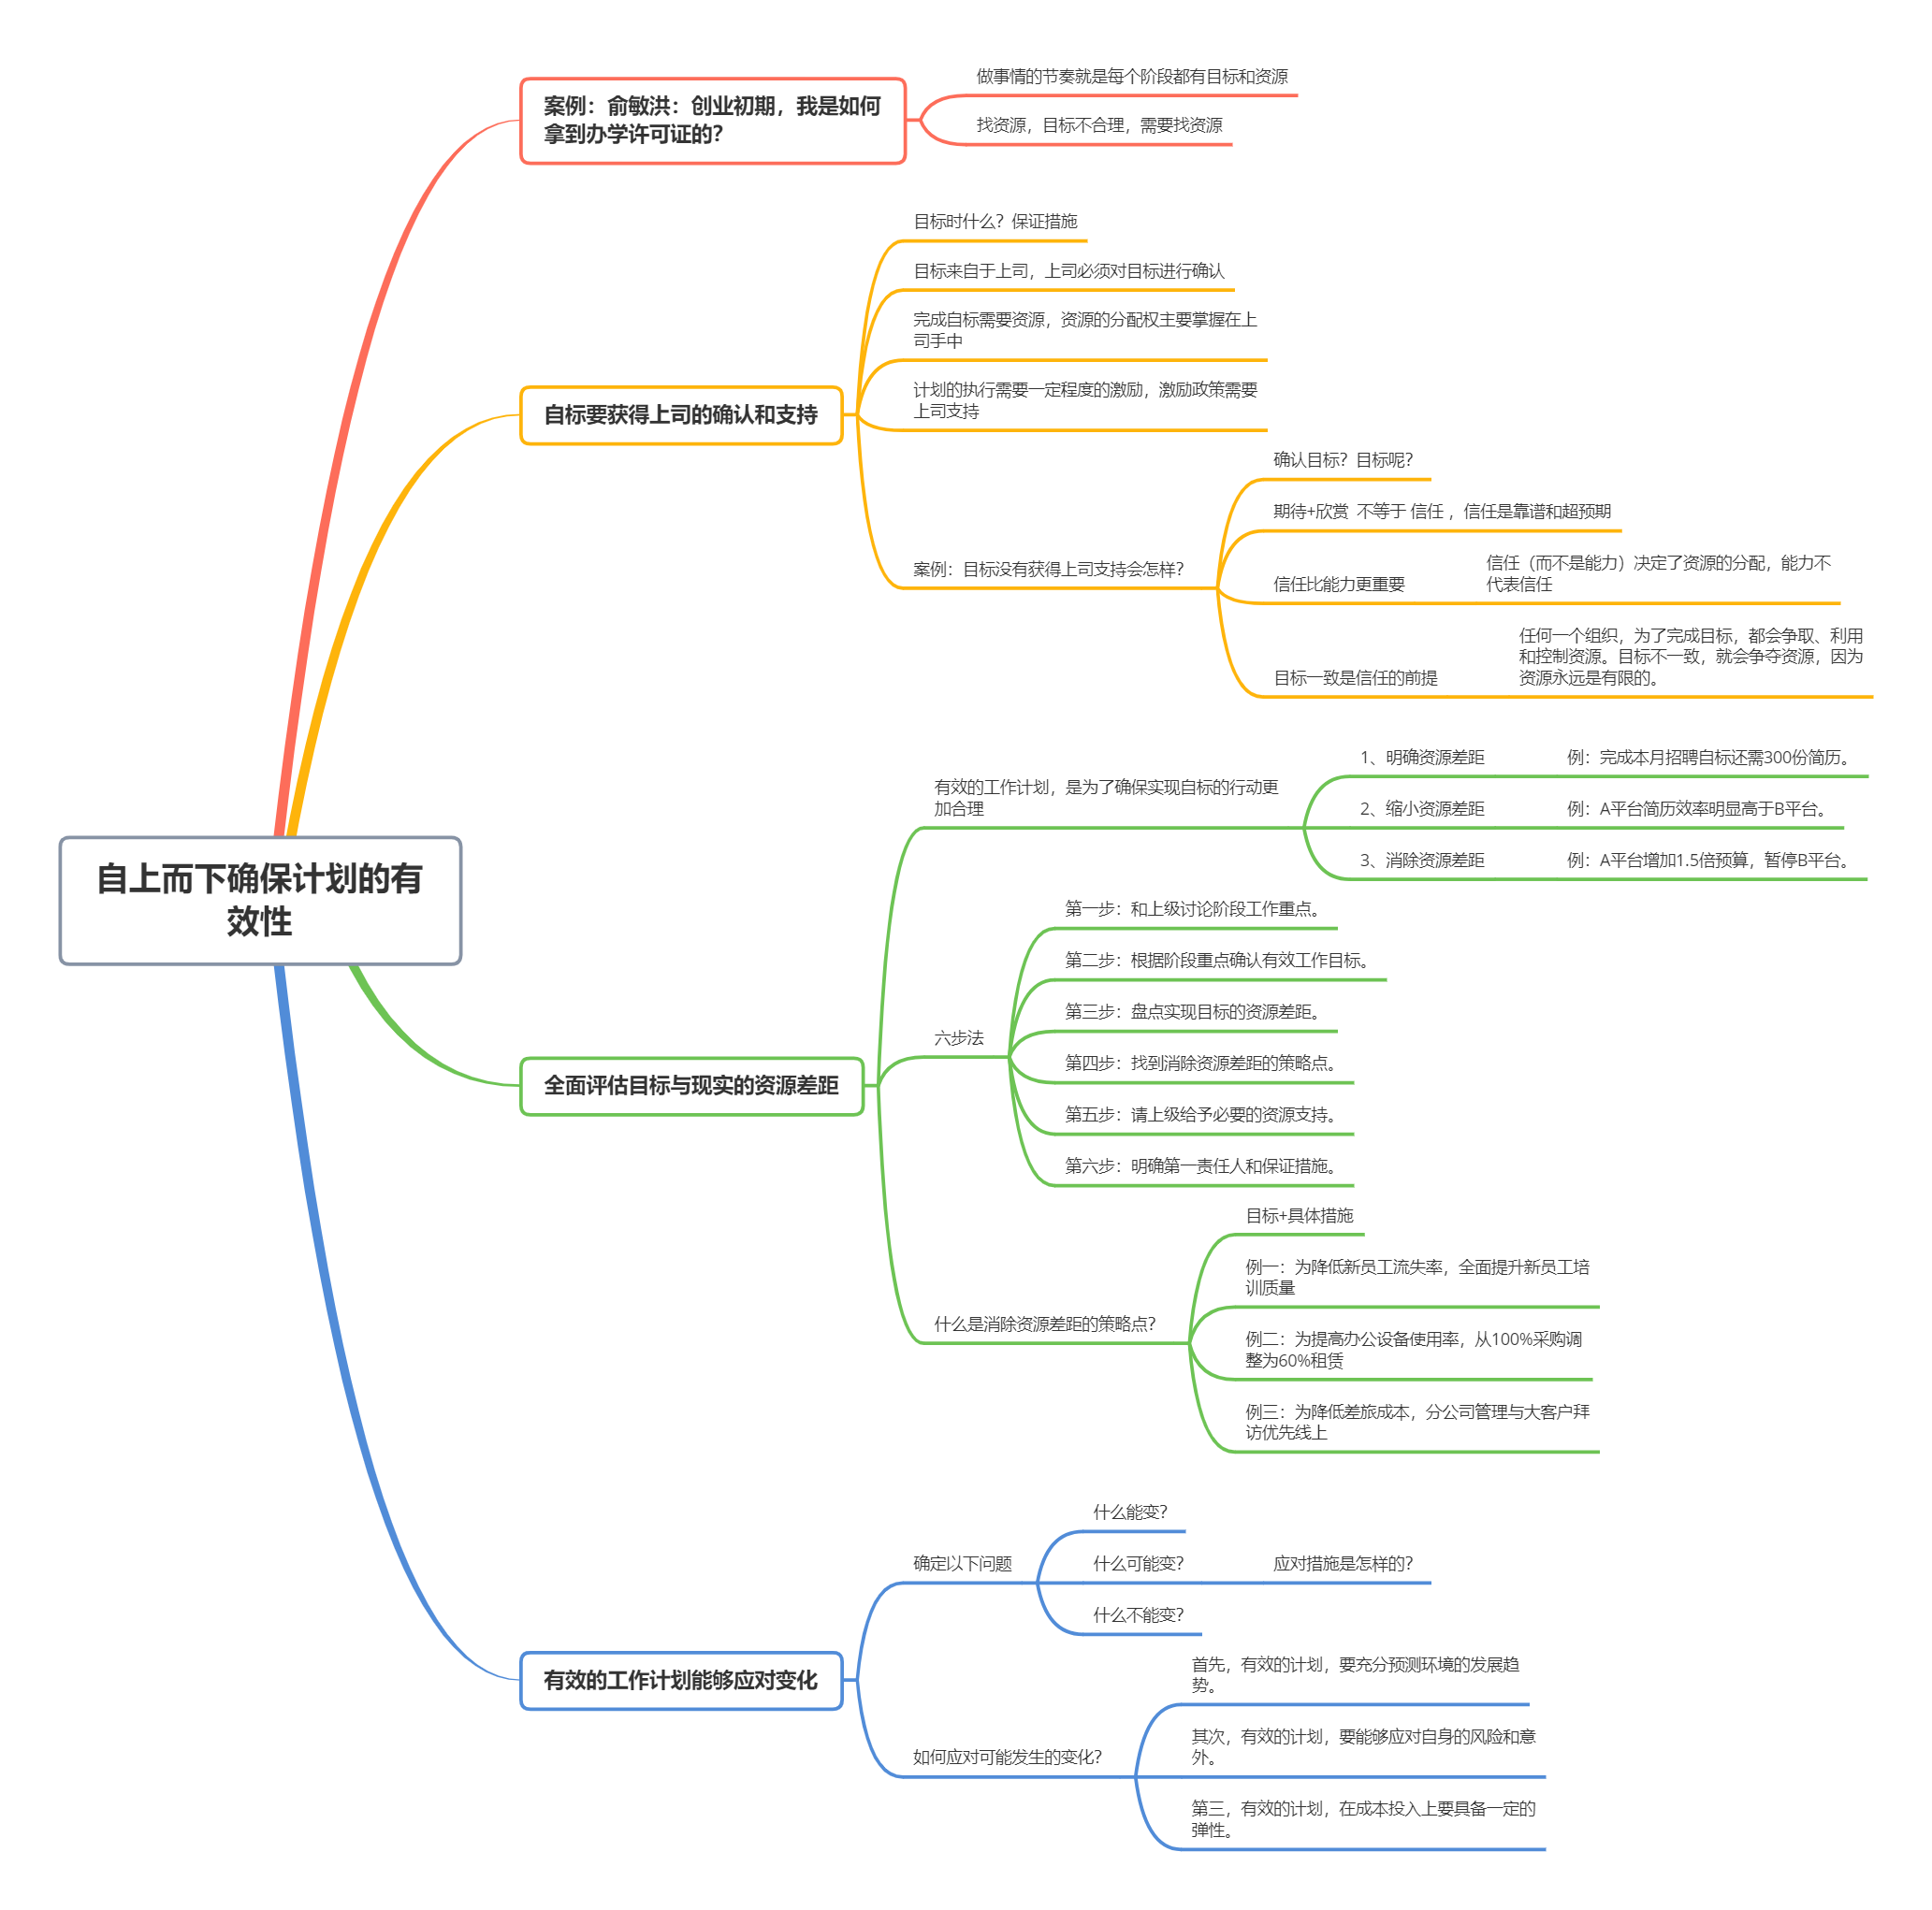 自上而下确保计划的有
效性
案例：俞敏洪：创业初期，我是如何
拿到办学许可证的？
做事情的节奏就是每个阶段都有目标和资源
找资源，目标不合理，需要找资源
自标要获得上司的确认和支持
目标时什么？保证措施
目标来自于上司，上司必须对目标进行确认
完成自标需要资源，资源的分配权主要掌握在上
司手中
计划的执行需要一定程度的激励，激励政策需要
上司支持
案例：目标没有获得上司支持会怎样？
确认目标？目标呢？
期待+欣赏 不等于 信任 ，信任是靠谱和超预期
信任比能力更重要
信任（而不是能力）决定了资源的分配，能力不
代表信任
目标一致是信任的前提
任何一个组织，为了完成目标，都会争取、利用
和控制资源。目标不一致，就会争夺资源，因为
资源永远是有限的。
全面评估目标与现实的资源差距
有效的工作计划，是为了确保实现自标的行动更
加合理
1、明确资源差距
例：完成本月招聘自标还需300份简历。
2、缩小资源差距
例：A平台简历效率明显高于B平台。
3、消除资源差距
例：A平台增加1.5倍预算，暂停B平台。
六步法
第一步：和上级讨论阶段工作重点。
第二步：根据阶段重点确认有效工作目标。
第三步：盘点实现目标的资源差距。
第四步：找到消除资源差距的策略点。
第五步：请上级给予必要的资源支持。
第六步：明确第一责任人和保证措施。
什么是消除资源差距的策略点？
目标+具体措施
例一：为降低新员工流失率，全面提升新员工培
训质量
例二：为提高办公设备使用率，从100%采购调
整为60%租赁
例三：为降低差旅成本，分公司管理与大客户拜
访优先线上
有效的工作计划能够应对变化
确定以下问题
什么能变？
什么可能变？
应对措施是怎样的？
什么不能变？
如何应对可能发生的变化？
首先，有效的计划，要充分预测环境的发展趋
势。
其次，有效的计划，要能够应对自身的风险和意
外。
第三，有效的计划，在成本投入上要具备一定的
弹性。